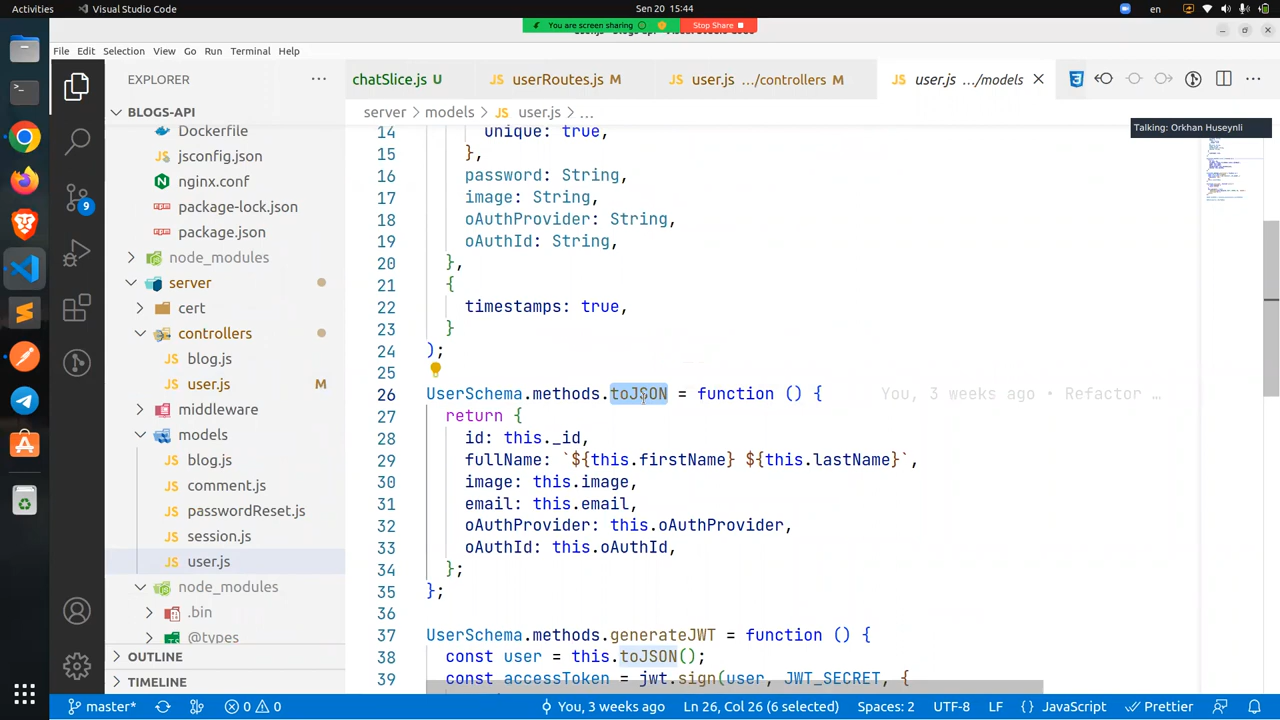 Activities
Visual Studio Code
Sen 20 15:44
en
You are screen sharing
Stop Share
File Edit Selection View Go Run Terminal Help
EXPLORER
chatSlice.js U
userRoutes.js M
user.js .../controllers M
user.js .../models
BLOGS-API
server > models > user.js > ...
Talking: Orkhan Huseynli
Dockerfile
jsconfig.json
nginx.conf
package-lock.json
package.json
node_modules
server
cert
controllers
blog.js
user.js M
middleware
models
blog.js
comment.js
passwordReset.js
session.js
user.js
node_modules
.bin
@types
OUTLINE
TIMELINE
9
14 unique: true,
15 },
16 password: String,
17 image: String,
18 oAuthProvider: String,
19 oAuthId: String,
20 },
21 {
22 timestamps: true,
23 }
24 );
25
26 UserSchema.methods.toJSON = function () { You, 3 weeks ago • Refactor …
27 return {
28 id: this._id,
29 fullName: `${this.firstName} ${this.lastName}`,
30 image: this.image,
31 email: this.email,
32 oAuthProvider: this.oAuthProvider,
33 oAuthId: this.oAuthId,
34 };
35 };
36
37 UserSchema.methods.generateJWT = function () {
38 const user = this.toJSON();
39 const accessToken = jwt.sign(user, JWT_SECRET, {
master* 0 0 You, 3 weeks ago Ln 26, Col 26 (6 selected) Spaces: 2 UTF-8 LF {} JavaScript Prettier